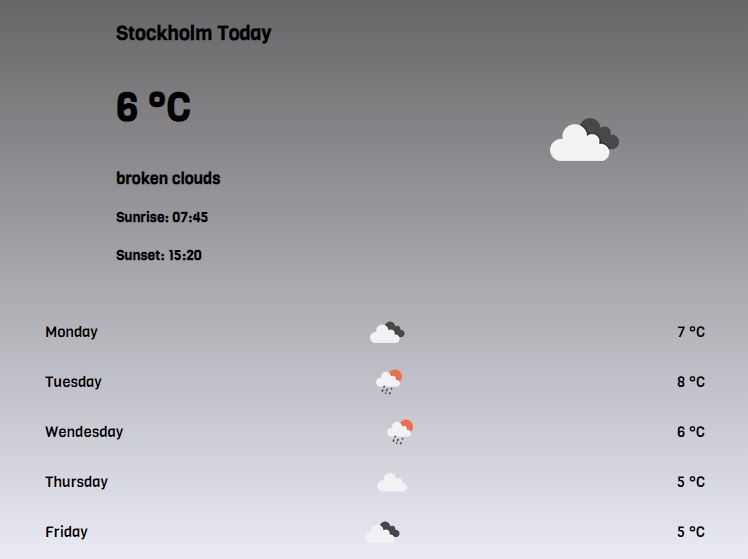 Stockholm Today
6 °C
broken clouds
Sunrise: 07:45
Sunset: 15:20
Monday 7 °C
Tuesday 8 °C
Wendesday 6 °C
Thursday 5 °C
Friday 5 °C